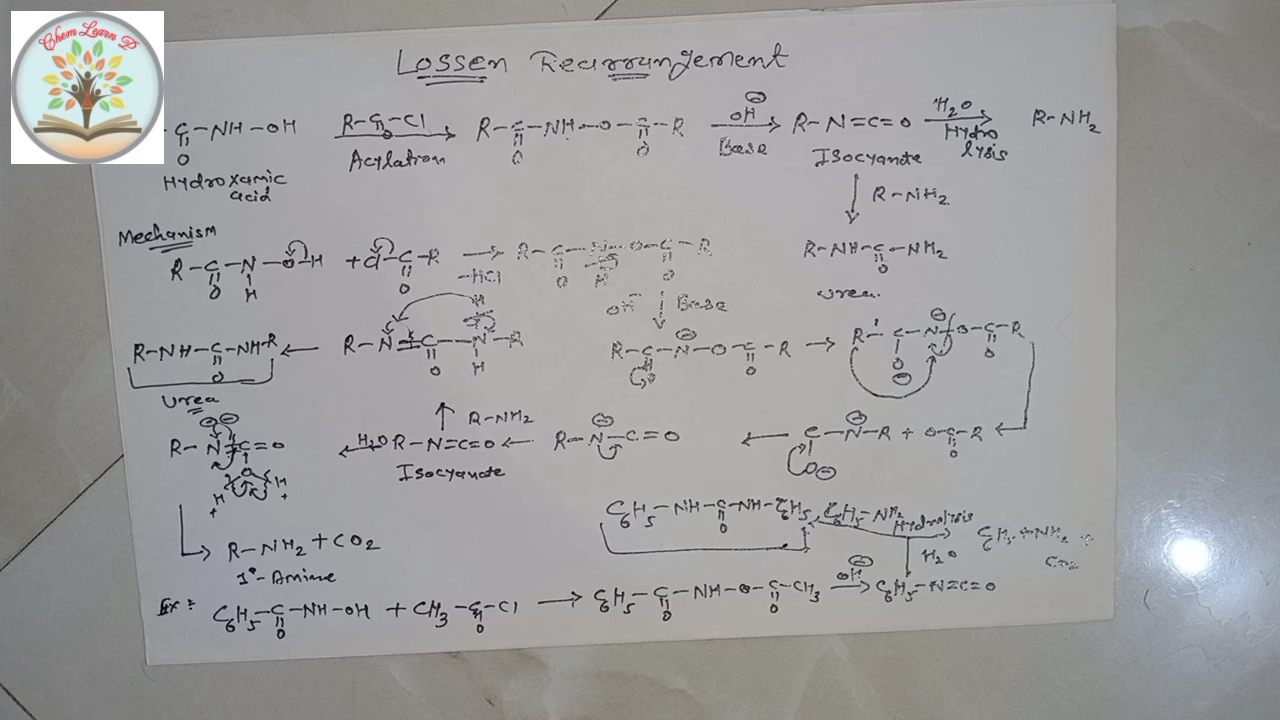 Chem Learn P
Lossen Rearrangement
C-NH-OH R-C-Cl R-C-NH-O-C-R OH⊖ R-N=C=O H2O R-NH2
O O O O
Hydroxamic acid Acylation Base Isocyanate Hydrolysis
R-NH2
Mechanism
R-NH-C-NH2
O
urea
R-C-N-O-H + Cl-C-R → R-C-N-O-C-R
O H O -HCl O H O
OH⁻ Base
R-NH-C-NH-R ← R-N=C-N-R R-C-N-O-C-R → R-C-N-O-C-R
O O H O O
Urea
R-NH2
R-N-C=O H2O R-N=C=O ← R-N-C=O ← C-N-R + O-C-R
Isocyanate O O
R-NH2 + CO2
1°-Amine
C6H5-NH-C-NH-C6H5 C6H5-NH2 Hydrolysis
O H2O
Ex: C6H5-C-NH-OH + CH3-C-Cl → C6H5-C-NH-O-C-CH3 OH⊖ → C6H5-N=C=O
O O O O